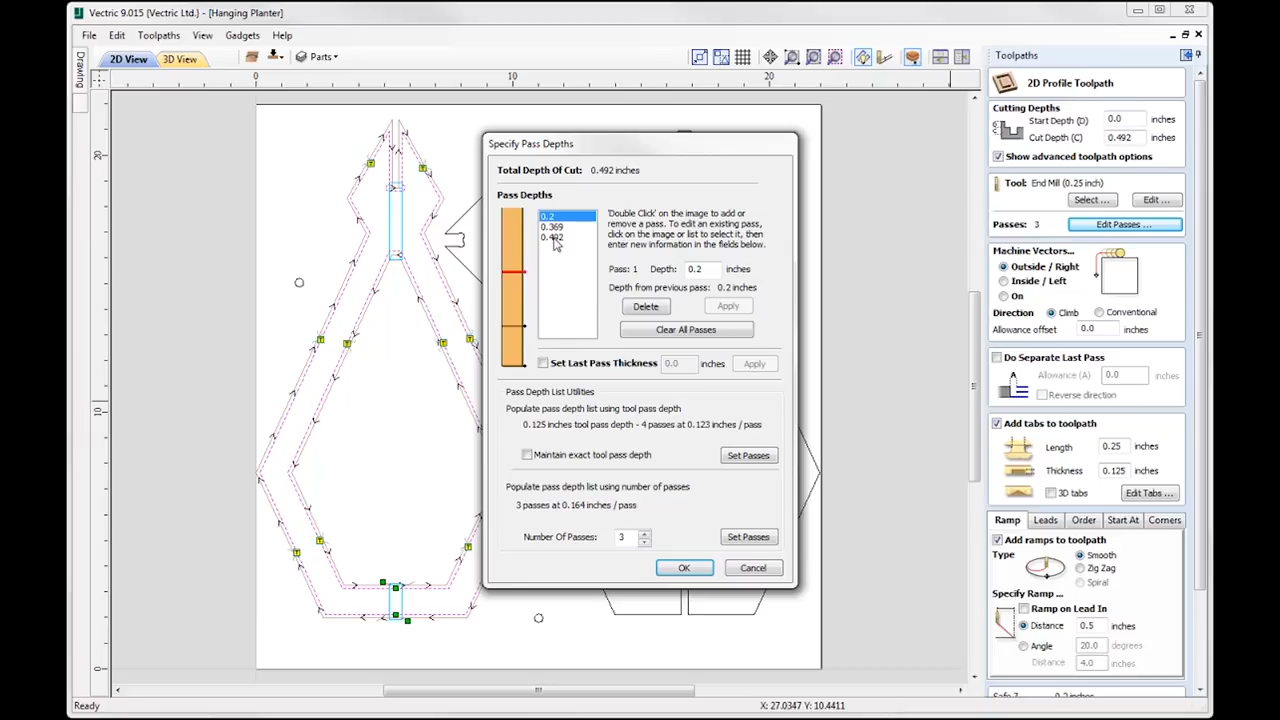 Vectric 9.015 (Vectric Ltd.) - [Hanging Planter]
File Edit Toolpaths View Gadgets Help
Drawing
2D View 3D View Parts
0 10 20
20
10
0
Specify Pass Depths
Total Depth Of Cut: 0.492 inches
Pass Depths
0.2
0.369
0.492
'Double Click' on the image to add or
remove a pass. To edit an existing pass,
click on the image or list to select it, then
enter new information in the fields below.
Pass: 1 Depth: 0.2 inches
Depth from previous pass: 0.2 inches
Delete Apply
Clear All Passes
Set Last Pass Thickness 0.0 inches Apply
Pass Depth List Utilities
Populate pass depth list using tool pass depth
0.125 inches tool pass depth - 4 passes at 0.123 inches / pass
Maintain exact tool pass depth Set Passes
Populate pass depth list using number of passes
3 passes at 0.164 inches / pass
Number Of Passes: 3 Set Passes
OK Cancel
Toolpaths
2D Profile Toolpath
Cutting Depths
Start Depth (D) 0.0 inches
Cut Depth (C) 0.492 inches
Show advanced toolpath options
Tool: End Mill (0.25 inch)
Select ... Edit ...
Passes: 3 Edit Passes ...
Machine Vectors...
Outside / Right
Inside / Left
On
Direction Climb Conventional
Allowance offset 0.0 inches
Do Separate Last Pass
Allowance (A) 0.0 inches
Reverse direction
Add tabs to toolpath
Length 0.25 inches
Thickness 0.125 inches
3D tabs Edit Tabs ...
Ramp Leads Order Start At Corners
Add ramps to toolpath
Type Smooth
Zig Zag
Spiral
Specify Ramp ...
Ramp on Lead In
Distance 0.5 inches
Angle 20.0 degrees
Distance 4.0 inches
Safe Z 0.2 inches
Ready X: 27.0347 Y: 10.4411